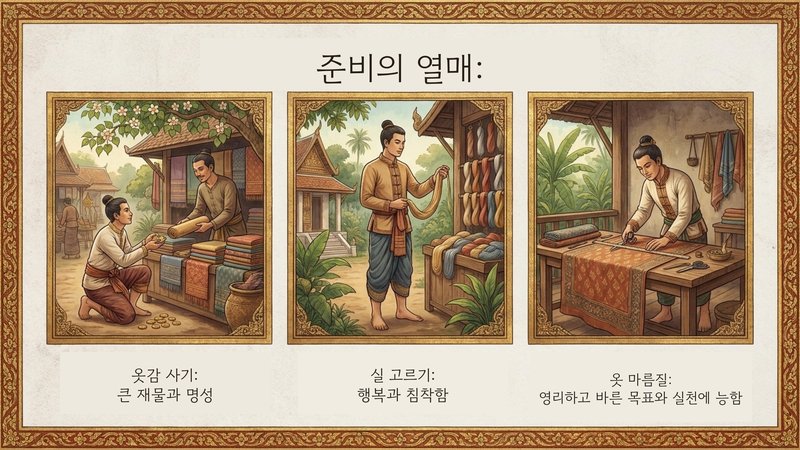 준비의 열매:
옷감 사기:
큰 재물과 명성
실 고르기:
행복과 침착함
옷 마름질:
영리하고 바른 목표와 실천에 능함